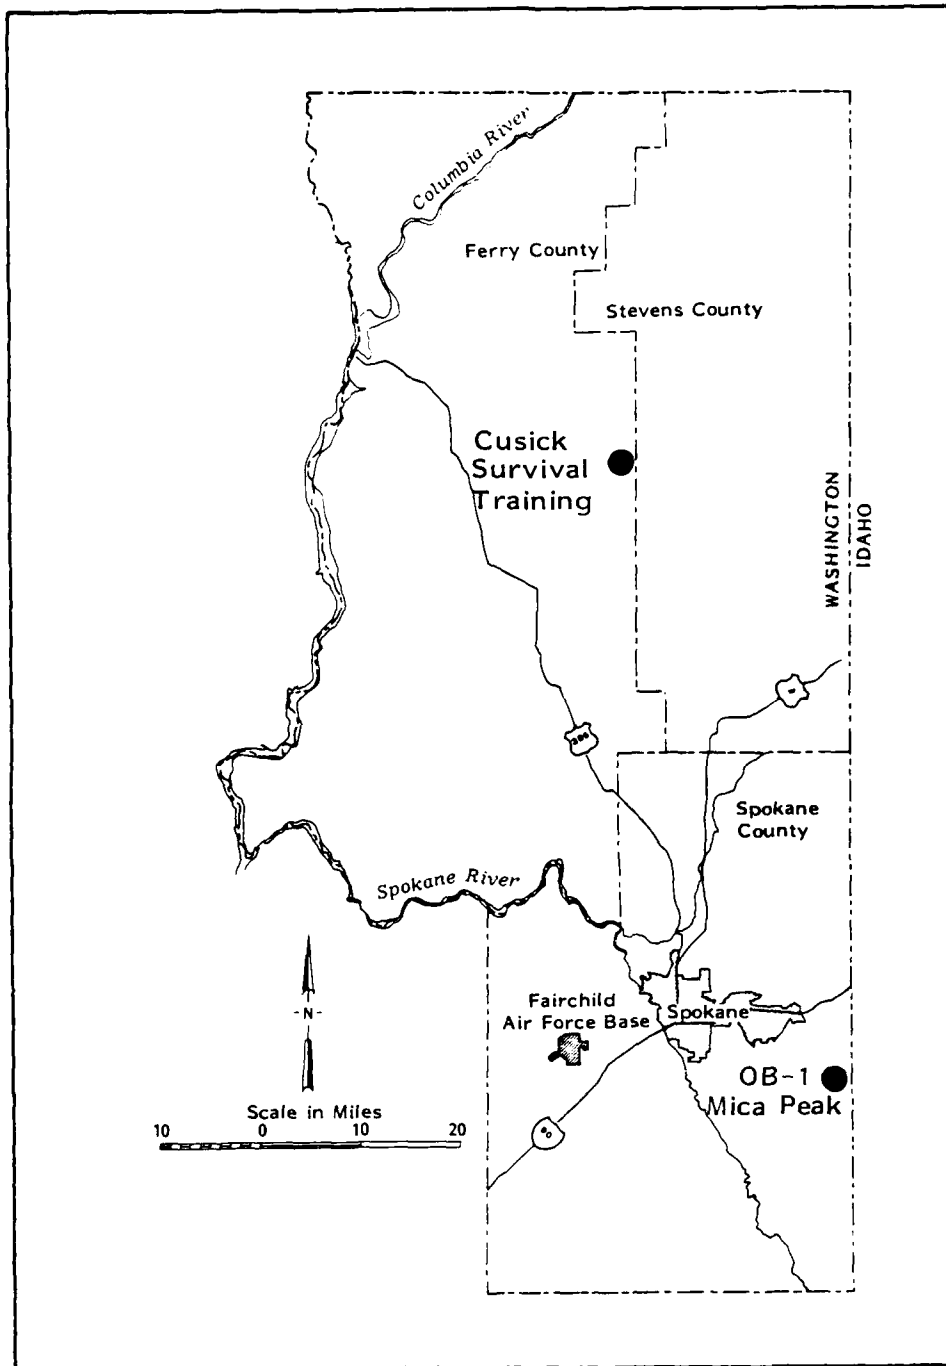 Columbia River
Ferry County
Stevens County
Cusick
Survival
Training
WASHINGTON
IDAHO
395
Spokane
County
Spokane River
-N-
Fairchild
Air Force Base
Spokane
OB-1
Mica Peak
Scale in Miles
10 0 10 20